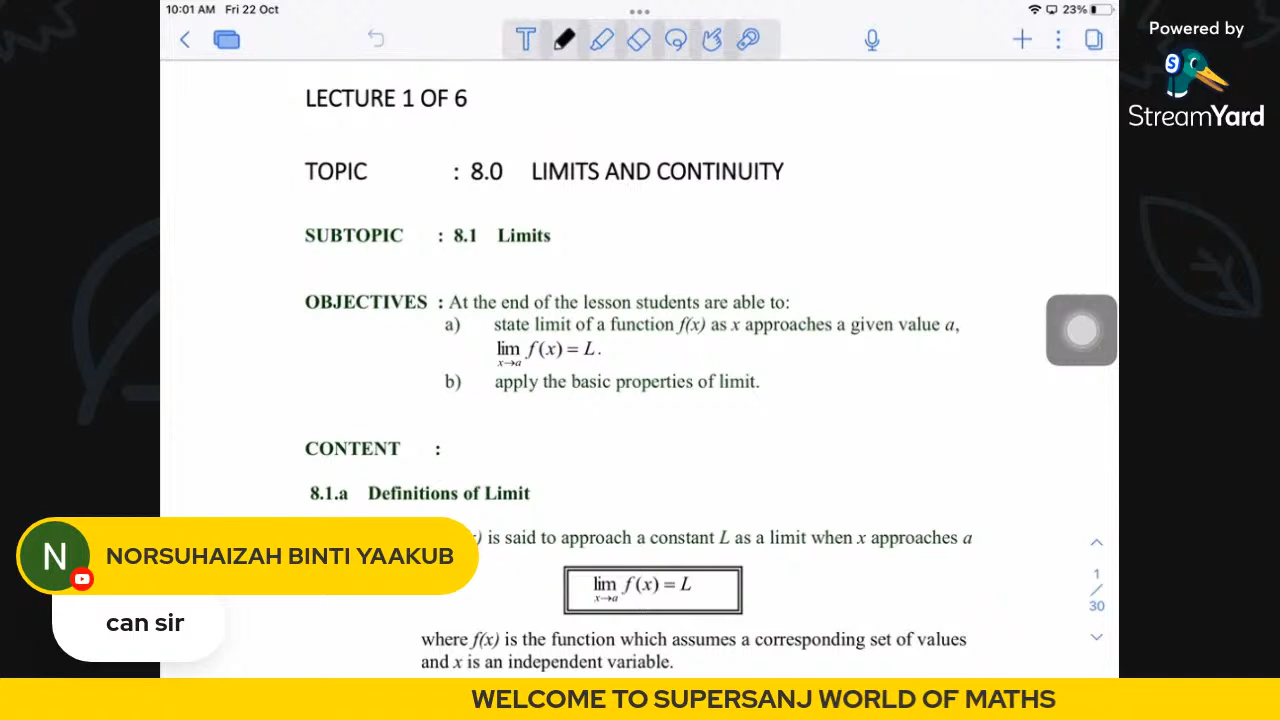 10:01 AM Fri 22 Oct
23%
Powered by
StreamYard
LECTURE 1 OF 6
TOPIC : 8.0 LIMITS AND CONTINUITY
SUBTOPIC : 8.1 Limits
OBJECTIVES : At the end of the lesson students are able to:
a) state limit of a function f(x) as x approaches a given value a,
lim f(x) = L.
x→a
b) apply the basic properties of limit.
CONTENT :
8.1.a Definitions of Limit
is said to approach a constant L as a limit when x approaches a
lim f(x) = L
x→a
where f(x) is the function which assumes a corresponding set of values
and x is an independent variable.
1
/
30
N
NORSUHAIZAH BINTI YAAKUB
can sir
WELCOME TO SUPERSANJ WORLD OF MATHS